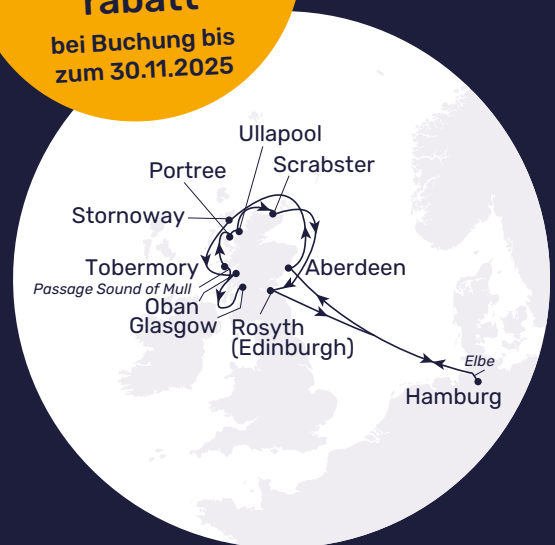 rabatt
bei Buchung bis
zum 30.11.2025
Ullapool
Portree
Scrabster
Stornoway
Tobermory
Aberdeen
Passage Sound of Mull
Oban
Glasgow
Rosyth
(Edinburgh)
Elbe
Hamburg